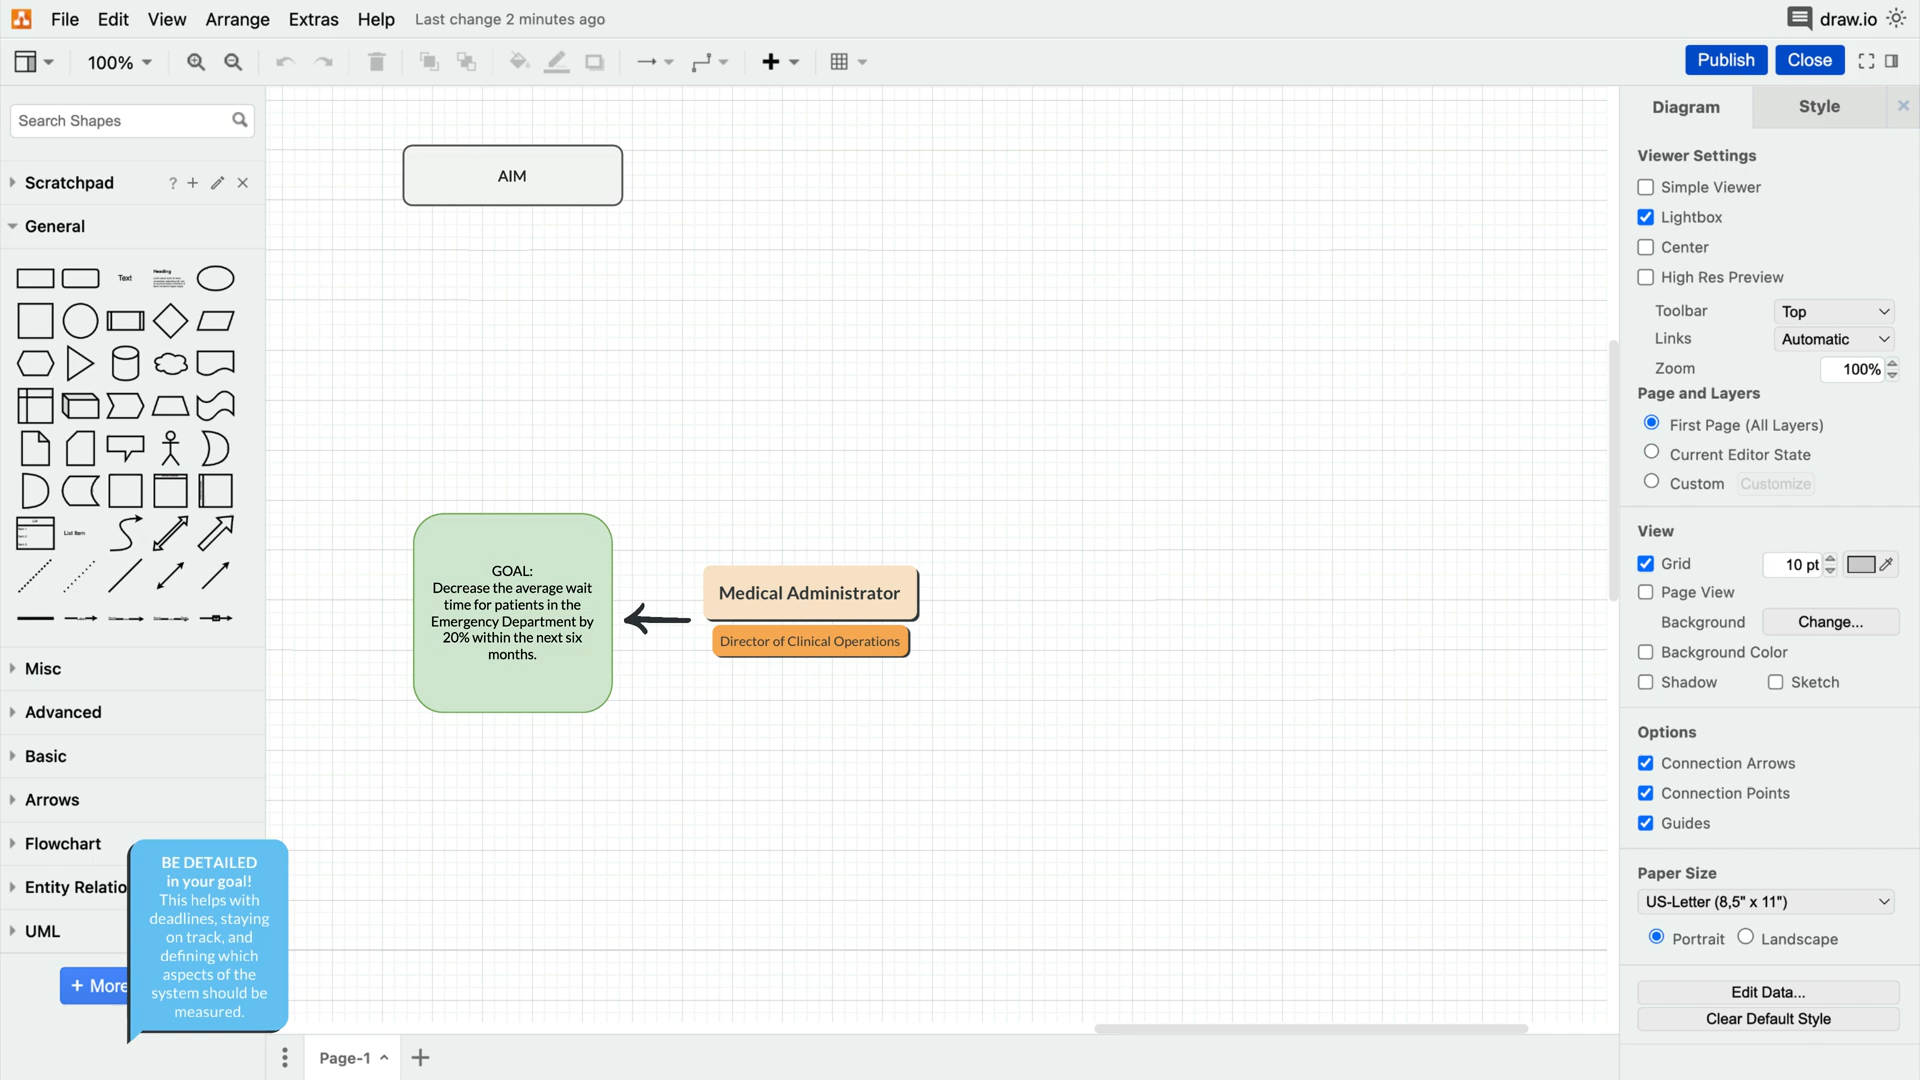 File Edit View Arrange Extras Help Last change 2 minutes ago
draw.io
100%
Publish Close
Search Shapes
Scratchpad ? +
General
Text
Heading
List Item
Misc
Advanced
Basic
Arrows
Flowchart
Entity Relatio
UML
+ More
BE DETAILED
in your goal!
This helps with
deadlines, staying
on track, and
defining which
aspects of the
system should be
measured.
AIM
GOAL:
Decrease the average wait
time for patients in the
Emergency Department by
20% within the next six
months.
Medical Administrator
Director of Clinical Operations
Page-1
Diagram Style
Viewer Settings
Simple Viewer
Lightbox
Center
High Res Preview
Toolbar Top
Links Automatic
Zoom 100%
Page and Layers
First Page (All Layers)
Current Editor State
Custom Customize
View
Grid 10 pt
Page View
Background Change...
Background Color
Shadow Sketch
Options
Connection Arrows
Connection Points
Guides
Paper Size
US-Letter (8,5" x 11")
Portrait Landscape
Edit Data...
Clear Default Style